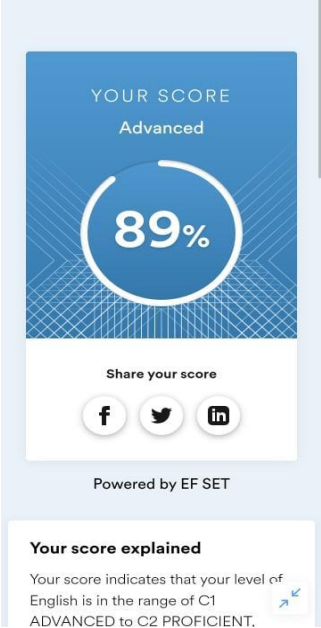 YOUR SCORE
Advanced
89%
Share your score
Powered by EF SET
Your score explained
Your score indicates that your level of
English is in the range of C1
ADVANCED to C2 PROFICIENT,